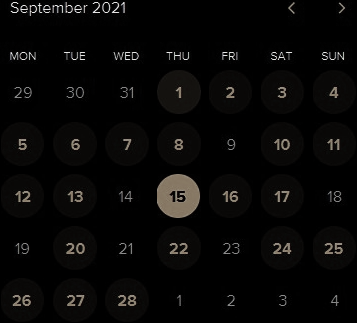 September 2021
MON TUE WED THU FRI SAT SUN
29 30 31 1 2 3 4
5 6 7 8 9 10 11
12 13 14 15 16 17 18
19 20 21 22 23 24 25
26 27 28 1 2 3 4